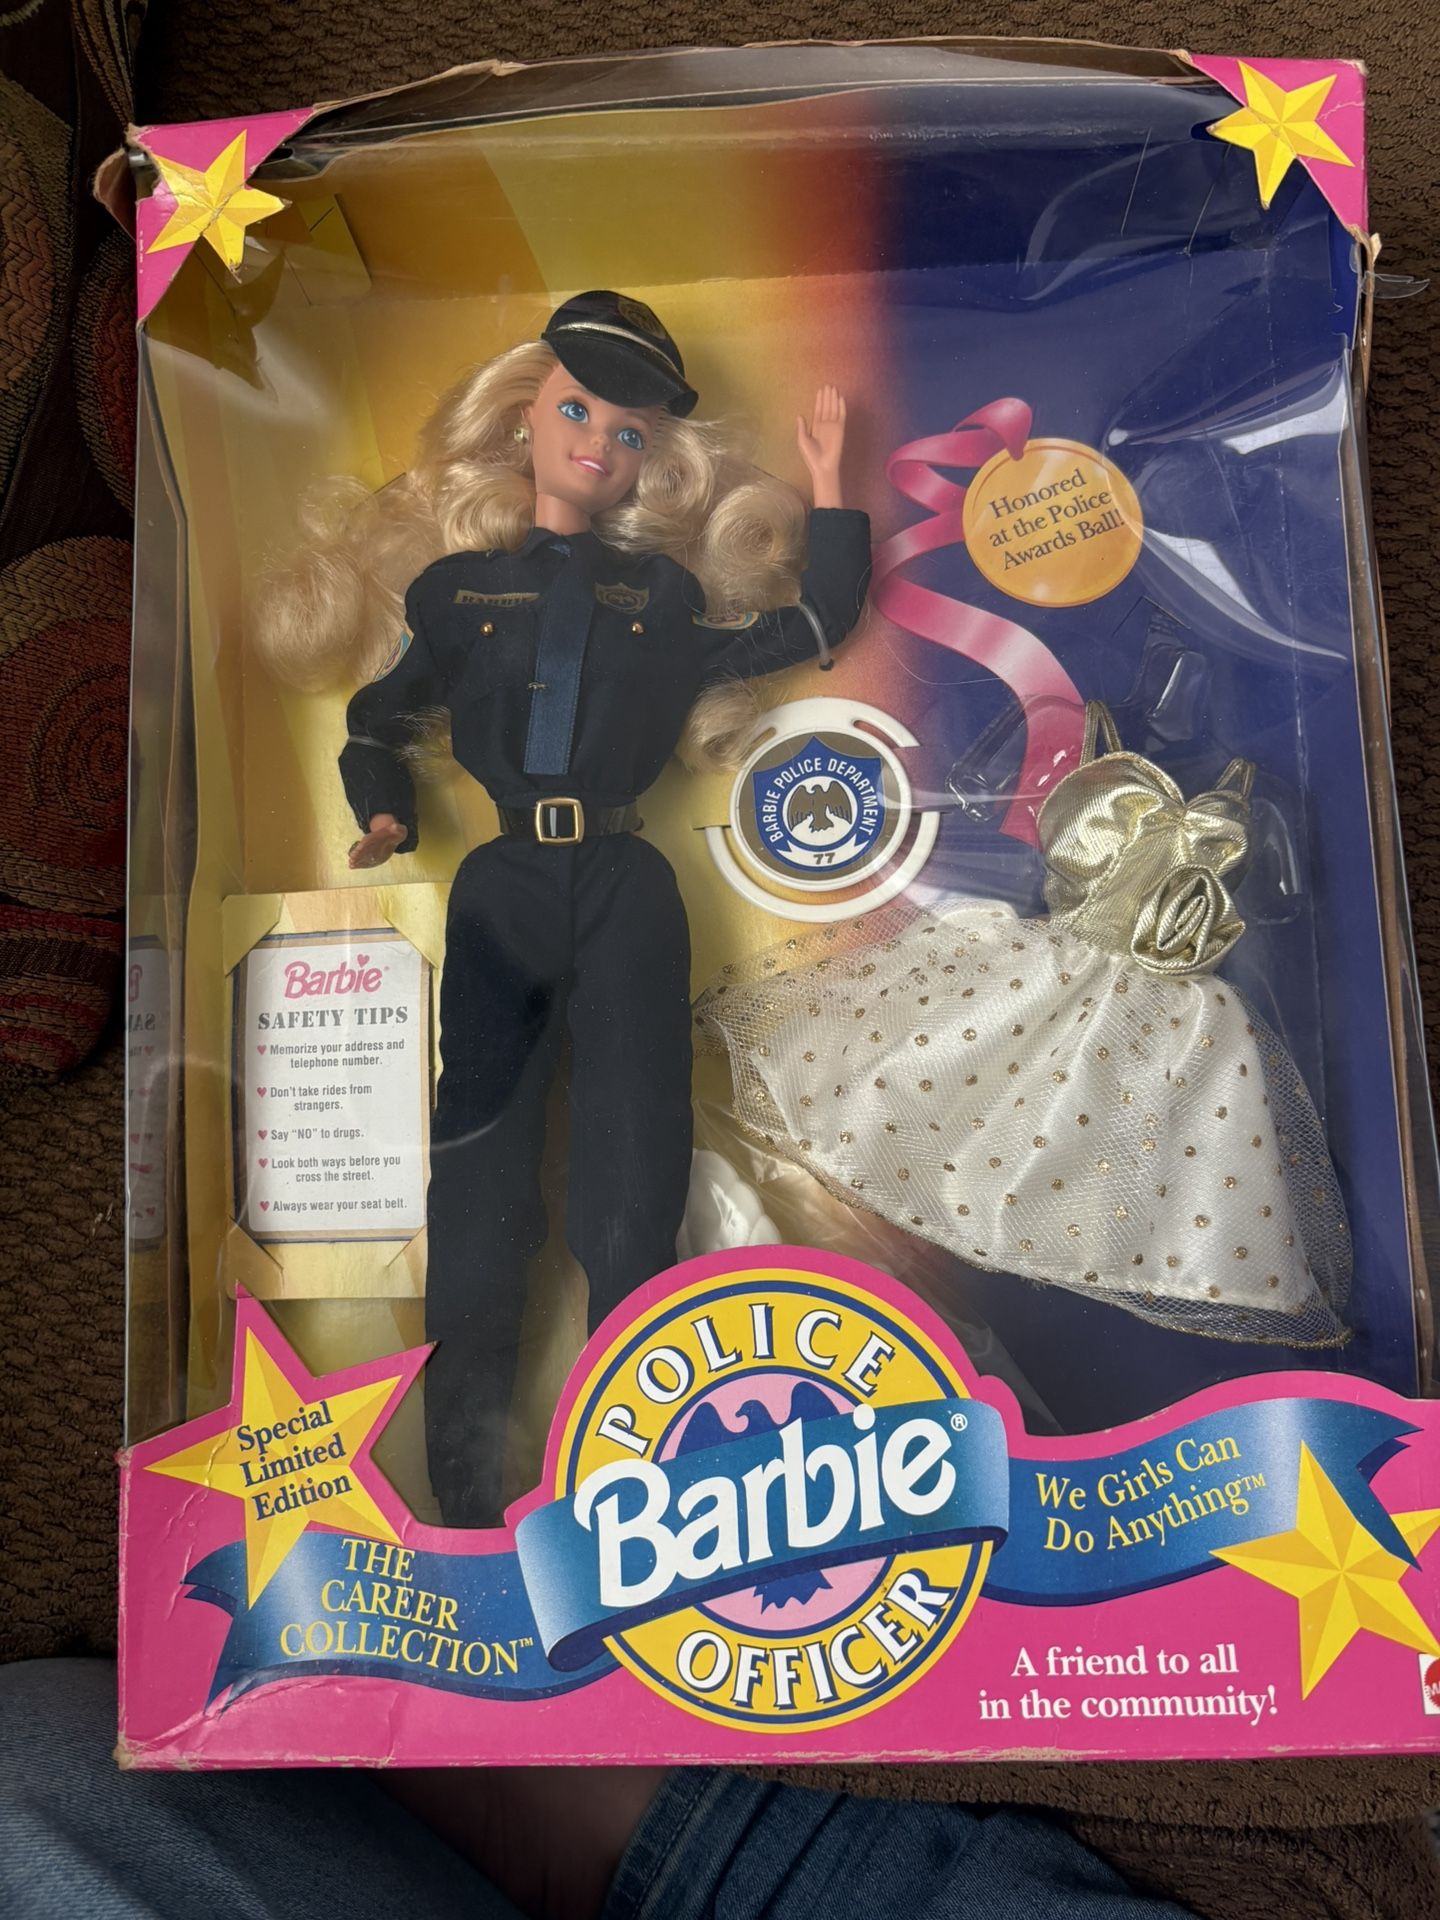 Honored
at the Police
Awards Ball!
BARBIE
BARBIE POLICE DEPARTMENT
77
Barbie®
SAFETY TIPS
♥ Memorize your address and
telephone number.
♥ Don't take rides from
strangers.
♥ Say "NO" to drugs.
♥ Look both ways before you
cross the street.
♥ Always wear your seat belt.
Special
Limited
Edition
THE
CAREER
COLLECTION™
POLICE
Barbie®
OFFICER
We Girls Can
Do Anything™
A friend to all
in the community!